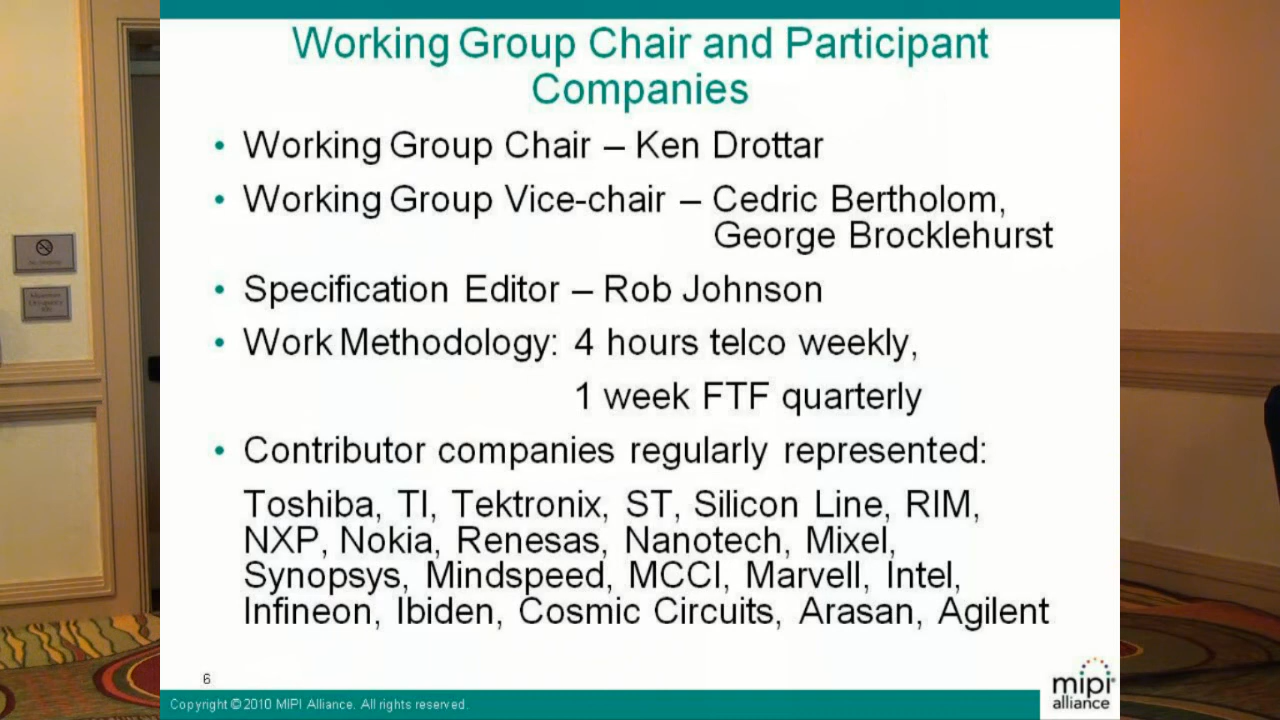 Working Group Chair and Participant
Companies
• Working Group Chair – Ken Drottar
• Working Group Vice-chair – Cedric Bertholom,
George Brocklehurst
• Specification Editor – Rob Johnson
• Work Methodology: 4 hours telco weekly,
1 week FTF quarterly
• Contributor companies regularly represented:
Toshiba, TI, Tektronix, ST, Silicon Line, RIM,
NXP, Nokia, Renesas, Nanotech, Mixel,
Synopsys, Mindspeed, MCCI, Marvell, Intel,
Infineon, Ibiden, Cosmic Circuits, Arasan, Agilent
6
Copyright © 2010 MIPI Alliance. All rights reserved.
mipi
alliance